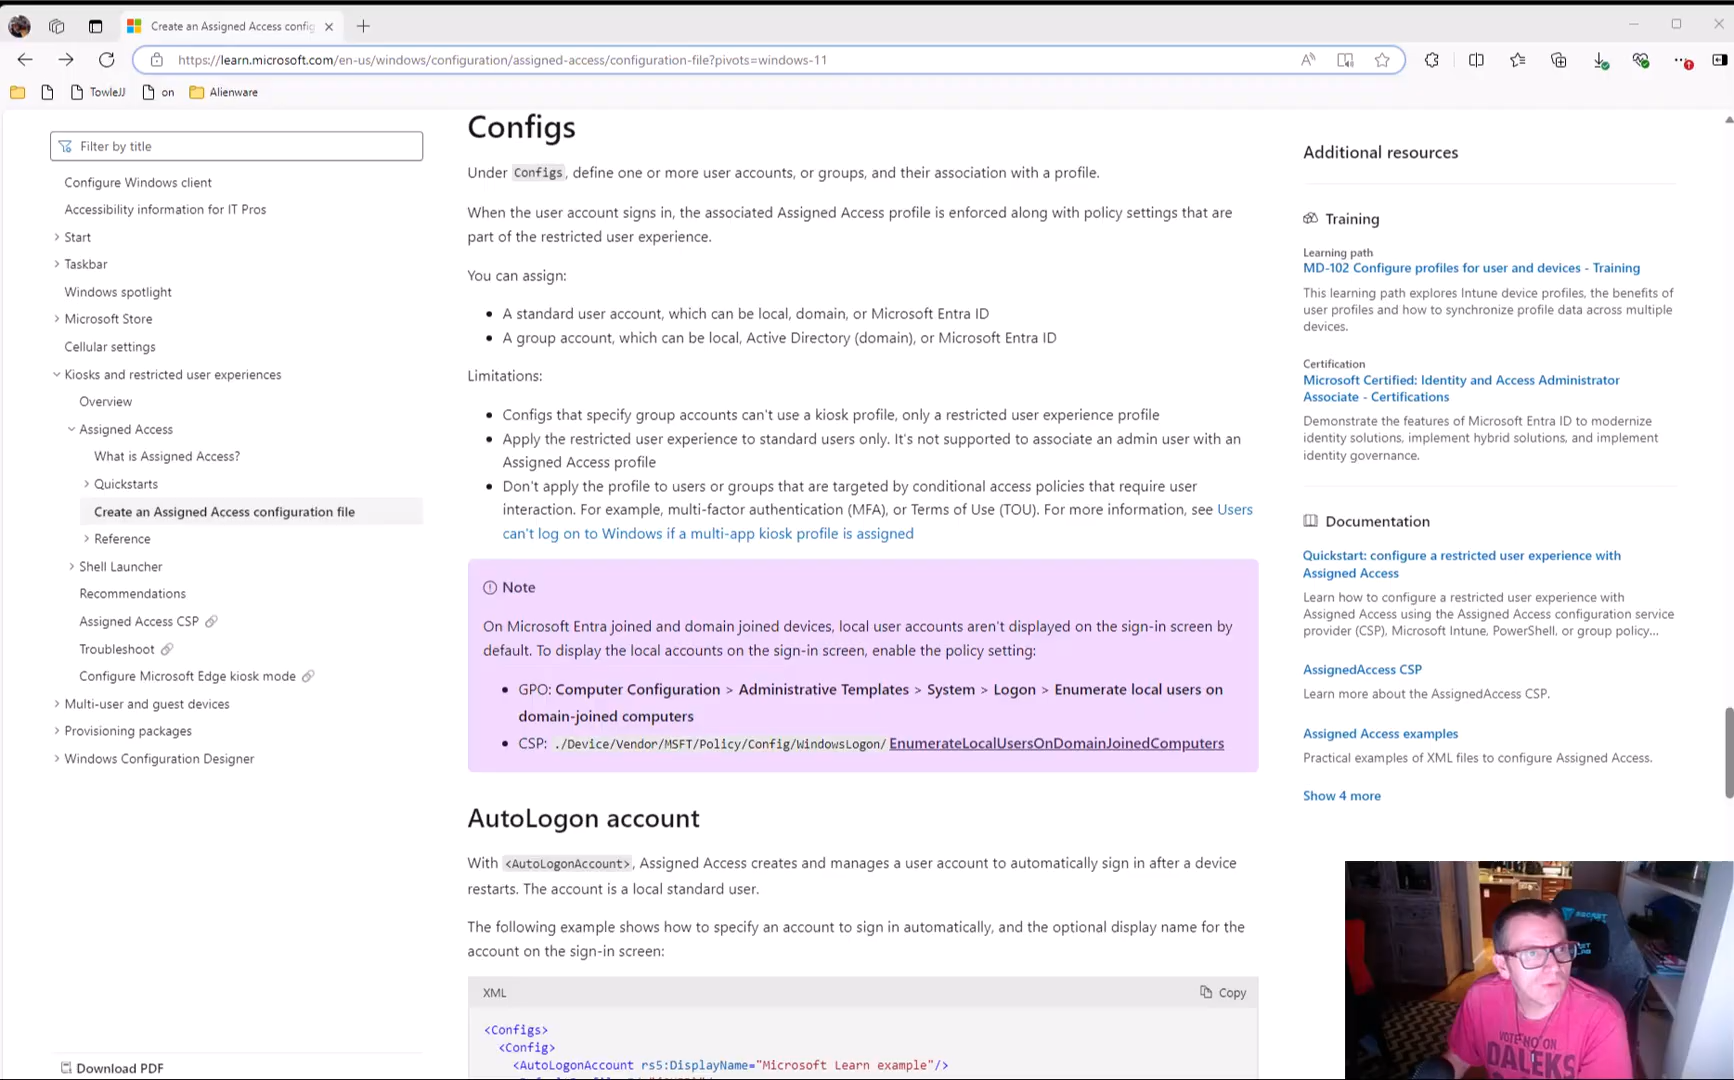 Create an Assigned Access config
https://learn.microsoft.com/en-us/windows/configuration/assigned-access/configuration-file?pivots=windows-11
TowleJJ
on
Alienware
Filter by title
Configure Windows client
Accessibility information for IT Pros
Start
Taskbar
Windows spotlight
Microsoft Store
Cellular settings
Kiosks and restricted user experiences
Overview
Assigned Access
What is Assigned Access?
Quickstarts
Create an Assigned Access configuration file
Reference
Shell Launcher
Recommendations
Assigned Access CSP
Troubleshoot
Configure Microsoft Edge kiosk mode
Multi-user and guest devices
Provisioning packages
Windows Configuration Designer
Download PDF
Configs
Under Configs, define one or more user accounts, or groups, and their association with a profile.
When the user account signs in, the associated Assigned Access profile is enforced along with policy settings that are
part of the restricted user experience.
You can assign:
A standard user account, which can be local, domain, or Microsoft Entra ID
A group account, which can be local, Active Directory (domain), or Microsoft Entra ID
Limitations:
Configs that specify group accounts can't use a kiosk profile, only a restricted user experience profile
Apply the restricted user experience to standard users only. It's not supported to associate an admin user with an
Assigned Access profile
Don't apply the profile to users or groups that are targeted by conditional access policies that require user
interaction. For example, multi-factor authentication (MFA), or Terms of Use (TOU). For more information, see Users
can't log on to Windows if a multi-app kiosk profile is assigned
Note
On Microsoft Entra joined and domain joined devices, local user accounts aren't displayed on the sign-in screen by
default. To display the local accounts on the sign-in screen, enable the policy setting:
GPO: Computer Configuration > Administrative Templates > System > Logon > Enumerate local users on
domain-joined computers
CSP: ./Device/Vendor/MSFT/Policy/Config/WindowsLogon/ EnumerateLocalUsersOnDomainJoinedComputers
AutoLogon account
With <AutoLogonAccount>, Assigned Access creates and manages a user account to automatically sign in after a device
restarts. The account is a local standard user.
The following example shows how to specify an account to sign in automatically, and the optional display name for the
account on the sign-in screen:
XML
Copy
<Configs>
<Config>
<AutoLogonAccount rs5:DisplayName="Microsoft Learn example"/>
Additional resources
Training
Learning path
MD-102 Configure profiles for user and devices - Training
This learning path explores Intune device profiles, the benefits of
user profiles and how to synchronize profile data across multiple
devices.
Certification
Microsoft Certified: Identity and Access Administrator
Associate - Certifications
Demonstrate the features of Microsoft Entra ID to modernize
identity solutions, implement hybrid solutions, and implement
identity governance.
Documentation
Quickstart: configure a restricted user experience with
Assigned Access
Learn how to configure a restricted user experience with
Assigned Access using the Assigned Access configuration service
provider (CSP), Microsoft Intune, PowerShell, or group policy...
AssignedAccess CSP
Learn more about the AssignedAccess CSP.
Assigned Access examples
Practical examples of XML files to configure Assigned Access.
Show 4 more
VOTE NO ON
DALEKS